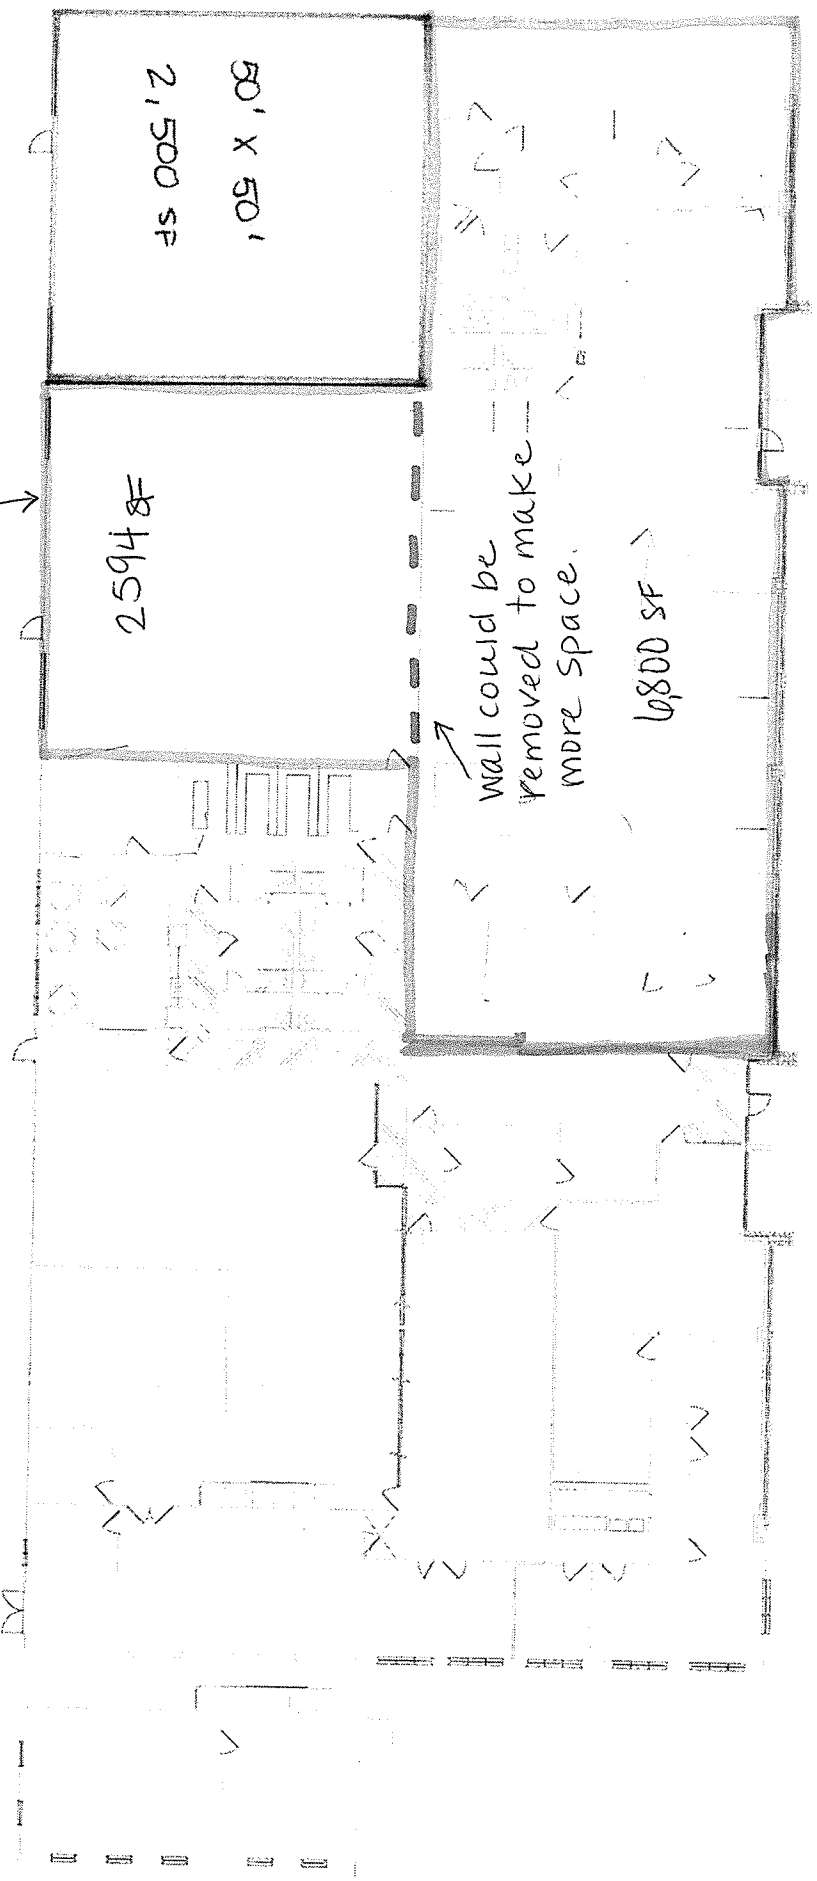 50' X 50'
2,500 SF
2594 SF
Wall could be
removed to make
more space.
6,800 SF